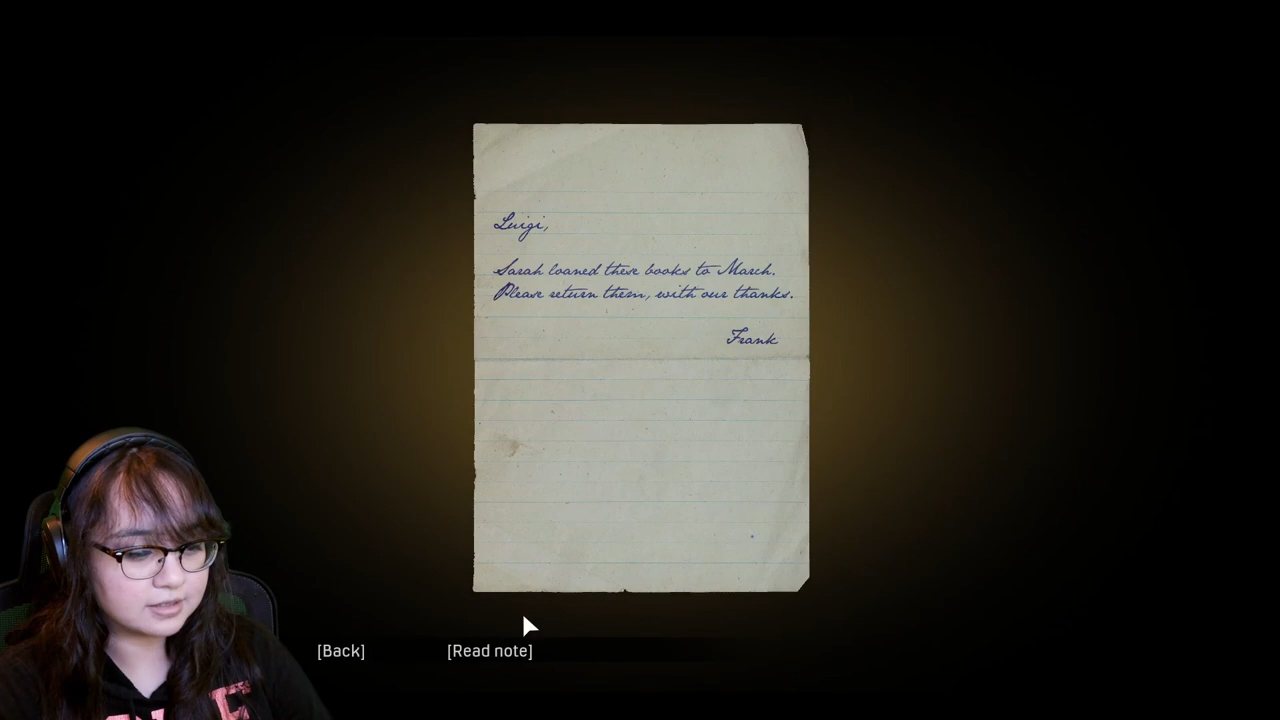 Luigi,
Sarah loaned these books to March.
Please return them, with our thanks.
Frank
[Back]
[Read note]